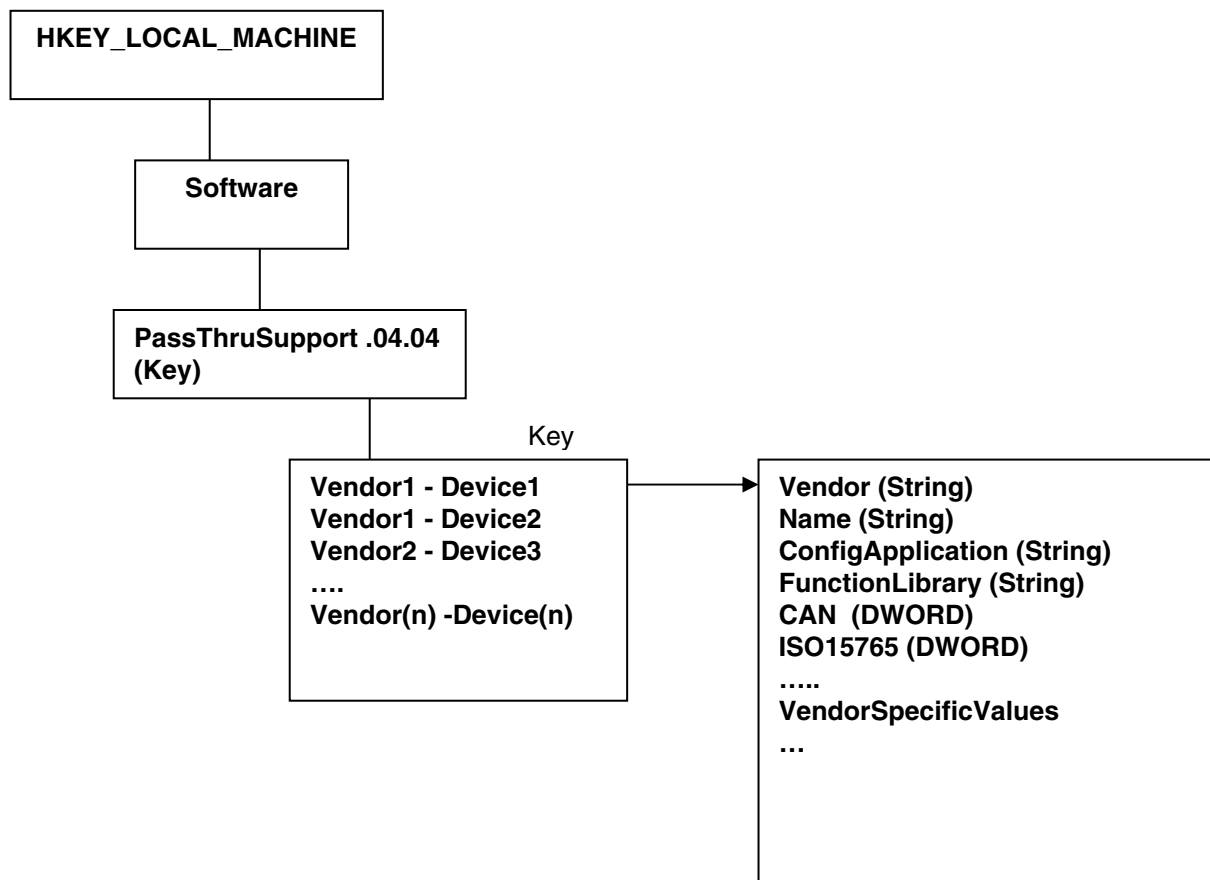 HKEY_LOCAL_MACHINE
Software
PassThruSupport .04.04
(Key)
Key
Vendor1 - Device1
Vendor1 - Device2
Vendor2 - Device3
….
Vendor(n) -Device(n)
Vendor (String)
Name (String)
ConfigApplication (String)
FunctionLibrary (String)
CAN  (DWORD)
ISO15765 (DWORD)
…..
VendorSpecificValues
…